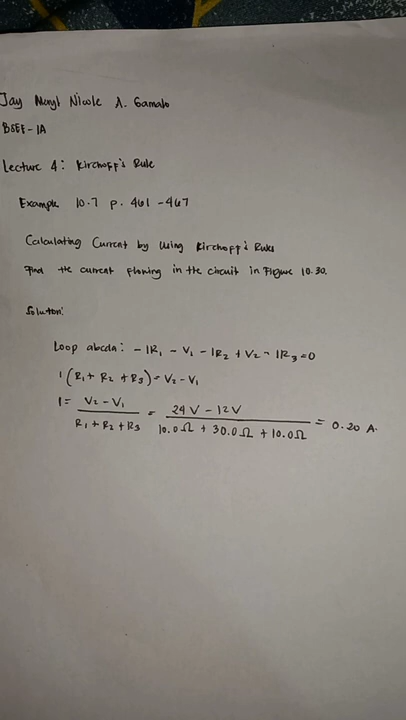 Jay Meryl Nicole A. Gamalo
BSEE-1A
Lecture 4: Kirchoff's Rule
Example 10.7 p. 461-467
Calculating Current by Using Kirchoff's Rules
Find the current flowing in the circuit in Figure 10.30.
Solution:
Loop abcda: - IR₁ - V₁ - IR₂ + V₂ - IR₃ = 0
I (R₁ + R₂ + R₃) = V₂ - V₁
I = V₂ - V₁ / R₁ + R₂ + R₃ = 24 V - 12 V / 10.0 Ω + 30.0 Ω + 10.0 Ω = 0.20 A.